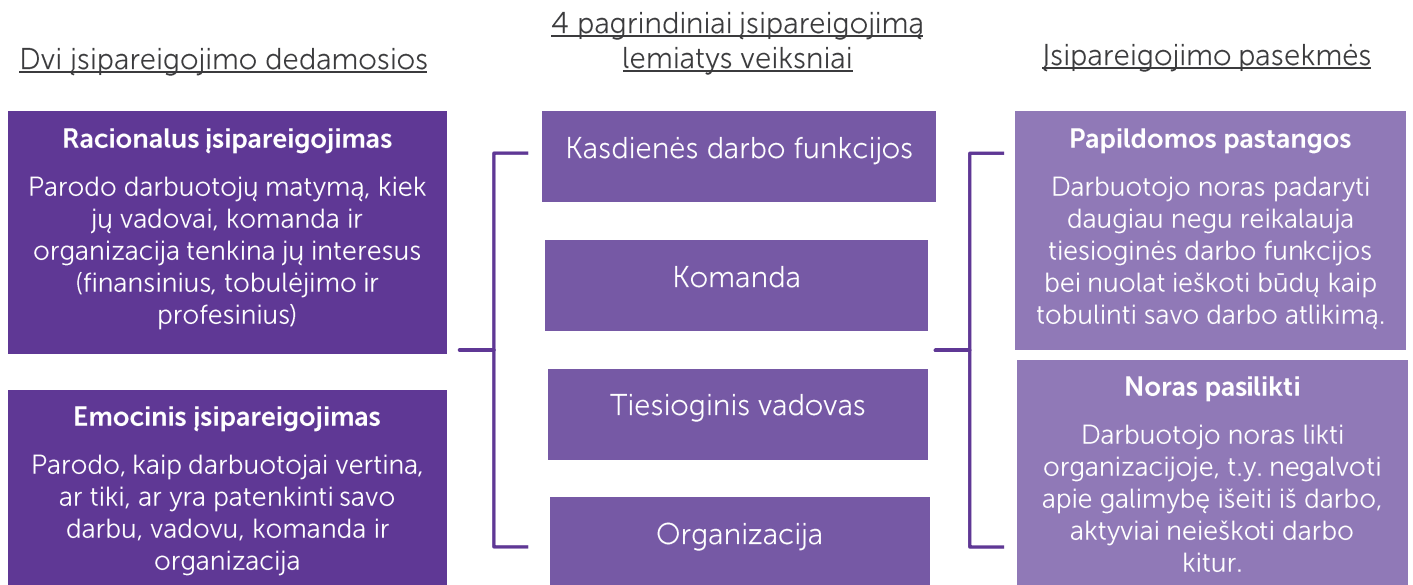 Dvi įsipareigojimo dedamosios
4 pagrindiniai įsipareigojimą
lemiatys veiksniai
Įsipareigojimo pasekmės
Racionalus įsipareigojimas
Parodo darbuotojų matymą, kiek
jų vadovai, komanda ir
organizacija tenkina jų interesus
(finansinius, tobulėjimo ir
profesinius)
Emocinis įsipareigojimas
Parodo, kaip darbuotojai vertina,
ar tiki, ar yra patenkinti savo
darbu, vadovu, komanda ir
organizacija
Kasdienės darbo funkcijos
Komanda
Tiesioginis vadovas
Organizacija
Papildomos pastangos
Darbuotojo noras padaryti
daugiau negu reikalauja
tiesioginės darbo funkcijos
bei nuolat ieškoti būdų kaip
tobulinti savo darbo atlikimą.
Noras pasilikti
Darbuotojo noras likti
organizacijoje, t.y. negalvoti
apie galimybę išeiti iš darbo,
aktyviai neieškoti darbo
kitur.